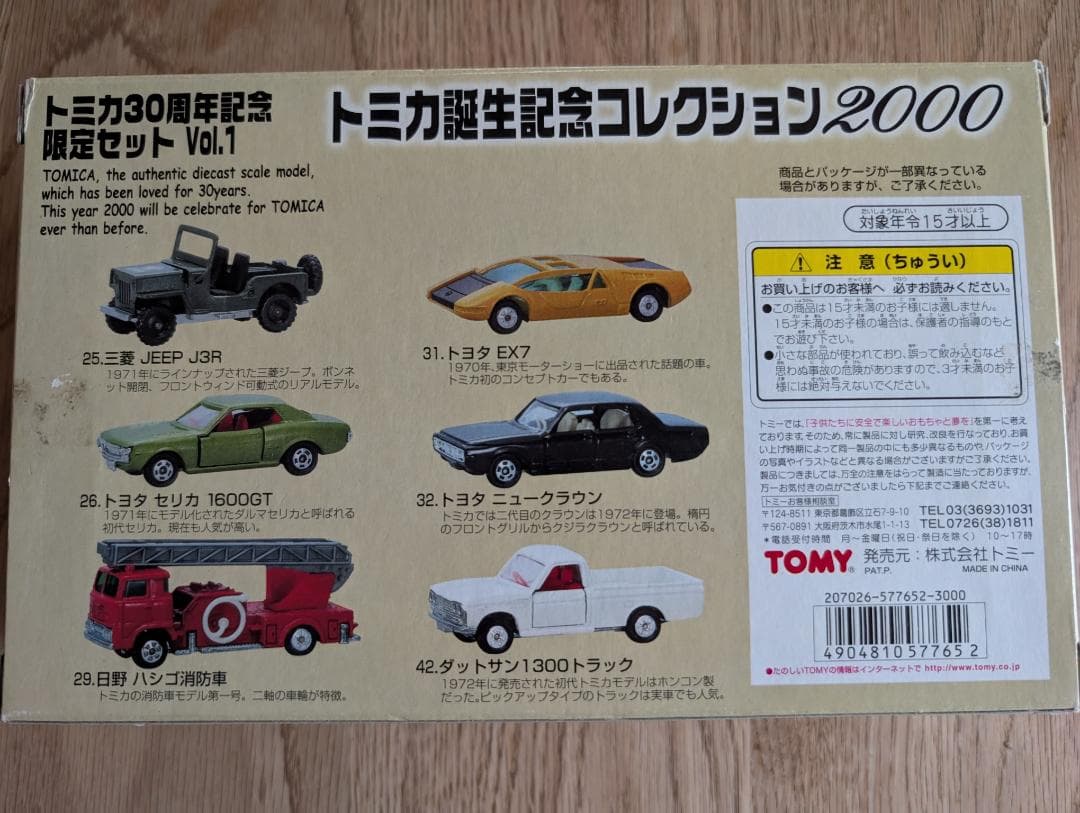 トミカ30周年記念
限定セット Vol.1
トミカ誕生記念コレクション2000
TOMICA, the authentic diecast scale model,
which has been loved for 30years.
This year 2000 will be celebrate for TOMICA
ever than before.
商品とパッケージが一部異なっている
場合がありますが、ご了承ください。
25.三菱 JEEP J3R
1971年にラインナップされた三菱ジープ。ボンネ
ット開閉、フロントウィンド可動式のリアルモデル。
31.トヨタ EX7
1970年、東京モーターショーに出品された話題の車。
トミカ初のコンセプトカーでもある。
26.トヨタ セリカ 1600GT
1971年にモデル化されたダルマセリカと呼ばれる
初代セリカ。現在も人気が高い。
32.トヨタ ニュークラウン
トミカでは二代目のクラウンは1972年に登場。楕円
のフロントグリルからクジラクラウンと呼ばれている。
29.日野 ハシゴ消防車
トミカの消防車モデル第一号。二軸の車輪が特徴。
42.ダットサン1300トラック
1972年に発売された初代トミカモデルはホンコン製
だった。ピックアップタイプのトラックは実車でも人気。
たいしょうねんれい さいいじょう
対象年令15才以上
注 意(ちゅうい)
お買い上げのお客様へ 必ずお読みください。
●この商品は15才未満のお子様には適しません。
15才未満のお子様の場合は、保護者の指導のもと
でお遊び下さい。
●小さな部品が使われており、誤って飲み込むなど
思わぬ事故の危険がありますので、3才未満のお子
様には絶対与えないでください。
トミーでは、「子供たちに安全で楽しいおもちゃと夢を」を第一に考え
ております。そのため、常に製品に対し研究、改良を行なっており、お買
い上げ時期によって同一製品の中にも多少異なるものや、パッケージ
の写真やイラストなどと異なる場合がございますがご了承ください。
製品につきましては、万全の注意をはらって製造に当たっておりますが、
万一お気付きの点がございましたら下記までご連絡ください。
トミーお客様相談室
〒124-8511 東京都葛飾区立石7-9-10 TEL03(3693)1031
〒567-0891 大阪府茨木市水尾1-1-13 TEL0726(38)1811
＊電話受付時間 月〜金曜日(祝日・祭日を除く) 10〜17時
TOMY® 発売元：株式会社トミー
PAT.P. MADE IN CHINA
207026-577652-3000
4904810577652
●たのしいTOMYの情報はインターネットで http://www.tomy.co.jp